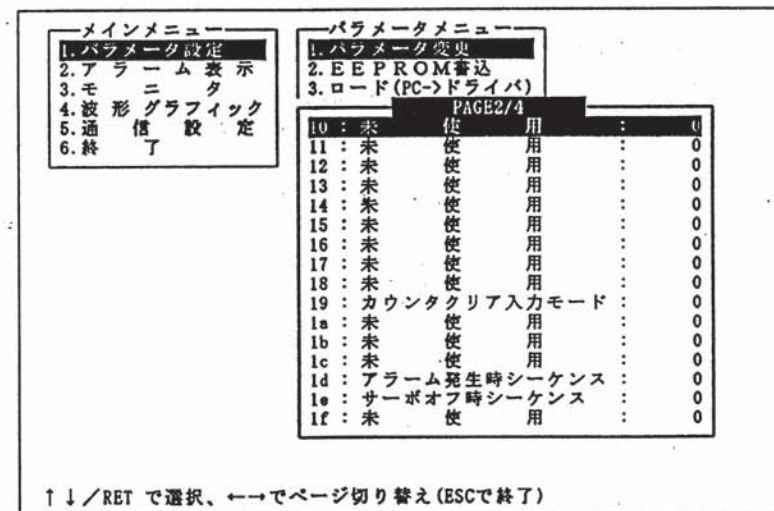 メインメニュー
1.パラメータ設定
2.アラーム表示
3.モニタ
4.波形グラフィック
5.通信設定
6.終了
パラメータメニュー
1.パラメータ変更
2.EEPROM書込
3.ロード(PC->ドライバ)
PAGE2/4
10 : 未使用 : 0
11 : 未使用 : 0
12 : 未使用 : 0
13 : 未使用 : 0
14 : 未使用 : 0
15 : 未使用 : 0
16 : 未使用 : 0
17 : 未使用 : 0
18 : 未使用 : 0
19 : カウンタクリア入力モード : 0
1a : 未使用 : 0
1b : 未使用 : 0
1c : 未使用 : 0
1d : アラーム発生時シーケンス : 0
1e : サーボオフ時シーケンス : 0
1f : 未使用 : 0
↑↓／RET で選択、←→でページ切り替え(ESCで終了)